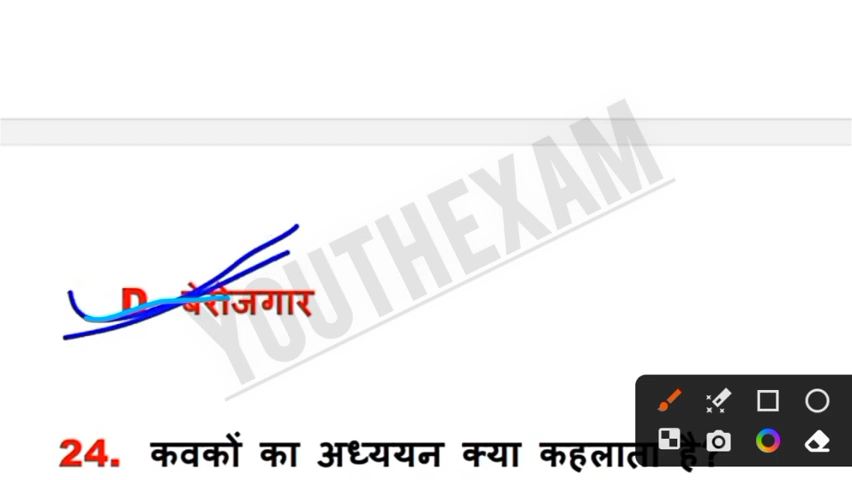 YOUTHEXAM
D बेरोजगार
24. कवकों का अध्ययन क्या कहलाता है?